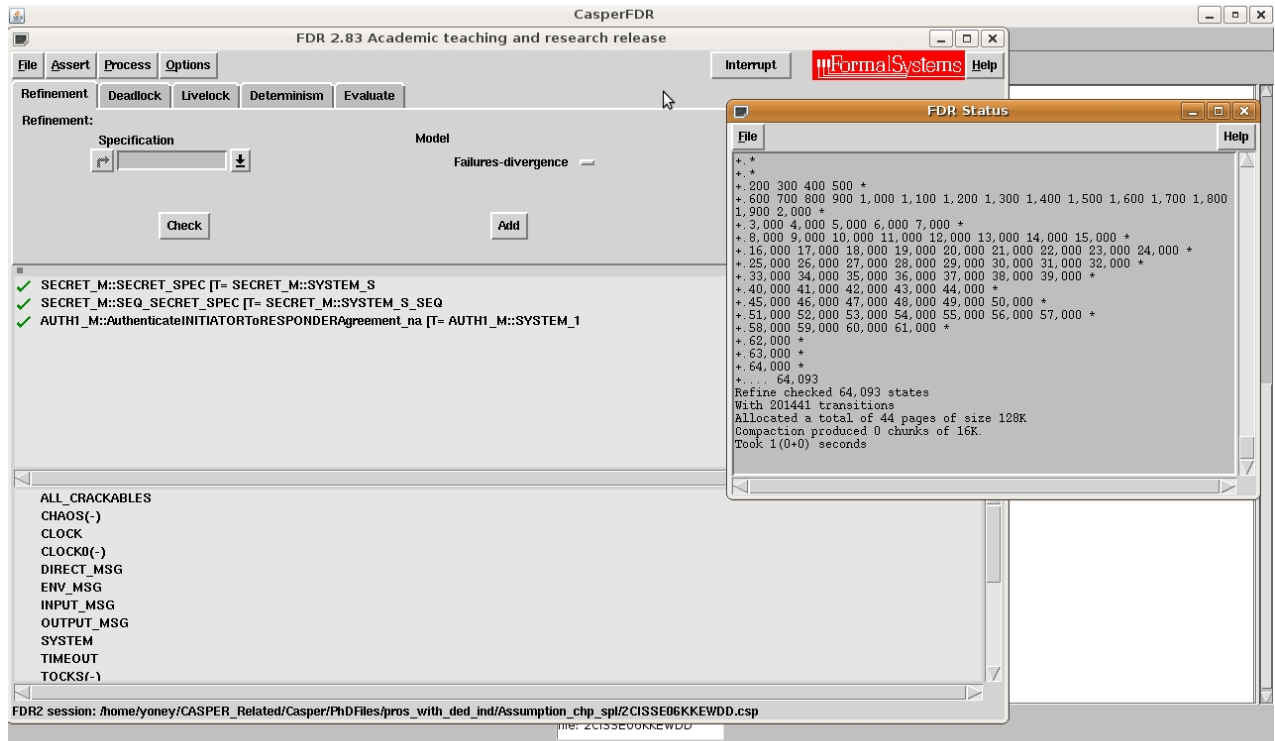 CasperFDR
FDR 2.83 Academic teaching and research release
File Assert Process Options Interrupt FormalSystems Help
Refinement Deadlock Livelock Determinism Evaluate
Refinement:
Specification Model
Failures-divergence
Check Add
SECRET_M::SECRET_SPEC [T= SECRET_M::SYSTEM_S
SECRET_M::SEQ_SECRET_SPEC [T= SECRET_M::SYSTEM_S_SEQ
AUTH1_M::AuthenticateINITIATORToRESPONDERAgreement_na [T= AUTH1_M::SYSTEM_1
ALL_CRACKABLES
CHAOS(-)
CLOCK
CLOCK0(-)
DIRECT_MSG
ENV_MSG
INPUT_MSG
OUTPUT_MSG
SYSTEM
TIMEOUT
TOCKS(-)
FDR2 session: /home/yoney/CASPER_Related/Casper/PhDFiles/pros_with_ded_ind/Assumption_chp_spl/2CISSE06KKEWDD.csp
FDR Status
File Help
+. *
+. *
+. 200 300 400 500 *
+. 600 700 800 900 1,000 1,100 1,200 1,300 1,400 1,500 1,600 1,700 1,800
1,900 2,000 *
+. 3,000 4,000 5,000 6,000 7,000 *
+. 8,000 9,000 10,000 11,000 12,000 13,000 14,000 15,000 *
+. 16,000 17,000 18,000 19,000 20,000 21,000 22,000 23,000 24,000 *
+. 25,000 26,000 27,000 28,000 29,000 30,000 31,000 32,000 *
+. 33,000 34,000 35,000 36,000 37,000 38,000 39,000 *
+. 40,000 41,000 42,000 43,000 44,000 *
+. 45,000 46,000 47,000 48,000 49,000 50,000 *
+. 51,000 52,000 53,000 54,000 55,000 56,000 57,000 *
+. 58,000 59,000 60,000 61,000 *
+. 62,000 *
+. 63,000 *
+. 64,000 *
+.... 64,093
Refine checked 64,093 states
With 201441 transitions
Allocated a total of 44 pages of size 128K
Compaction produced 0 chunks of 16K.
Took 1(0+0) seconds
file: 2CISSE06KKEWDD